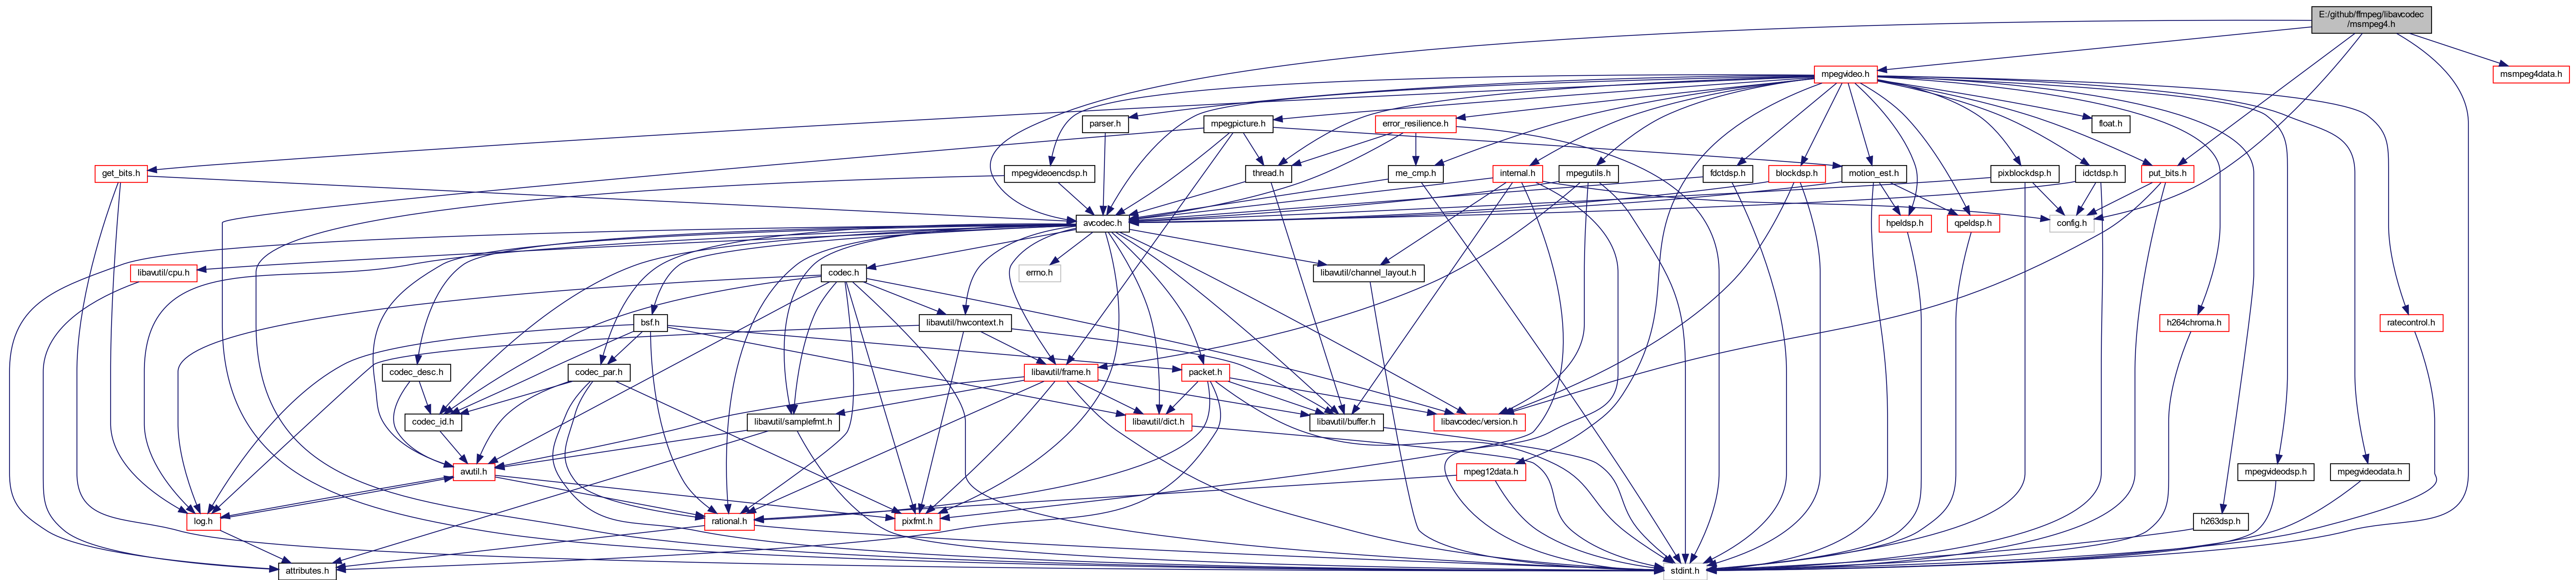 E:/github/ffmpeg/libavcodec
/msmpeg4.h
mpegvideo.h
msmpeg4data.h
parser.h
mpegpicture.h
error_resilience.h
float.h
get_bits.h
mpegvideoencdsp.h
thread.h
me_cmp.h
internal.h
mpegutils.h
fdctdsp.h
blockdsp.h
motion_est.h
pixblockdsp.h
idctdsp.h
put_bits.h
avcodec.h
hpeldsp.h
qpeldsp.h
config.h
libavutil/cpu.h
codec.h
errno.h
libavutil/channel_layout.h
bsf.h
libavutil/hwcontext.h
h264chroma.h
ratecontrol.h
codec_desc.h
codec_par.h
libavutil/frame.h
packet.h
codec_id.h
libavutil/samplefmt.h
libavutil/dict.h
libavutil/buffer.h
libavcodec/version.h
avutil.h
mpeg12data.h
mpegvideodsp.h
mpegvideodata.h
log.h
rational.h
pixfmt.h
h263dsp.h
attributes.h
stdint.h